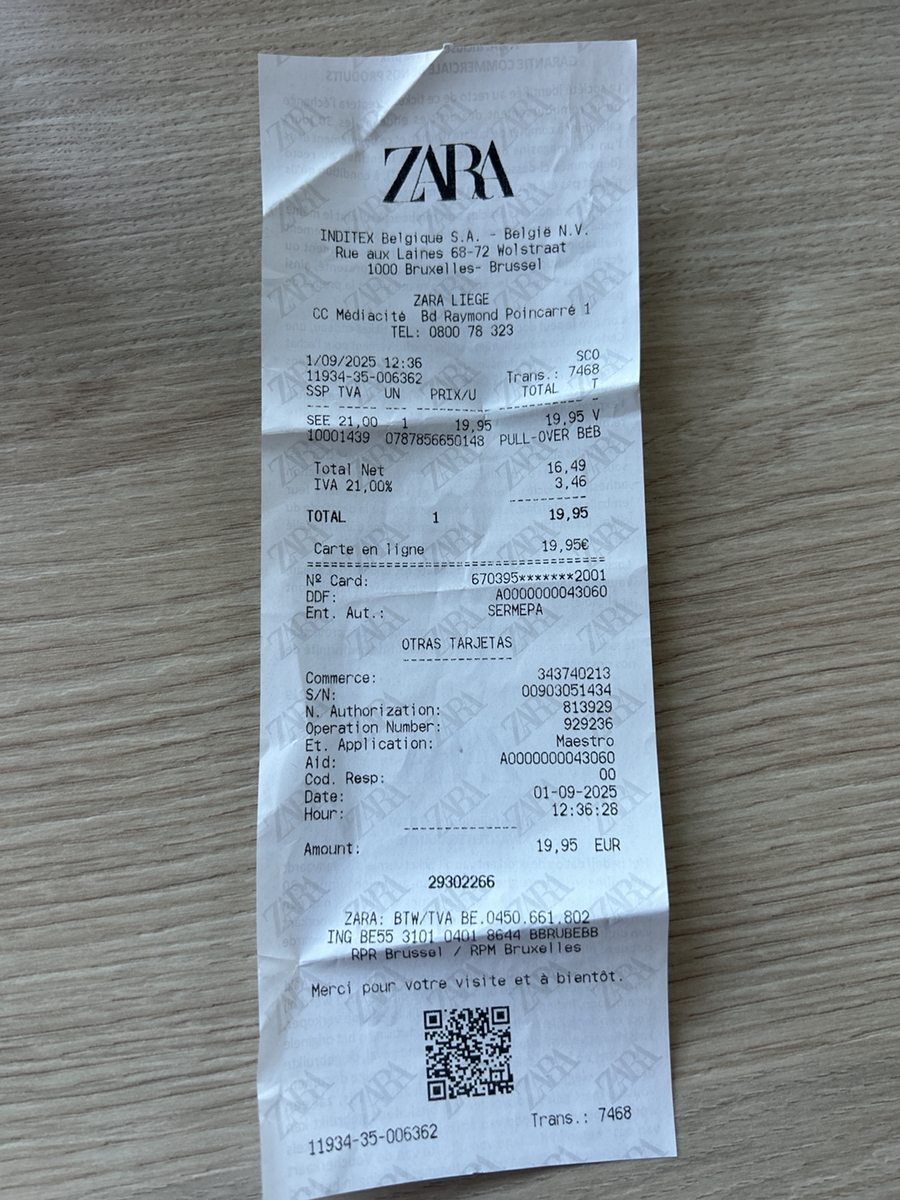 ZARA
INDITEX Belgique S.A. - België N.V.
Rue aux Laines 68-72 Wolstraat
1000 Bruxelles- Brussel
ZARA LIEGE
CC Médiacité Bd Raymond Poincarré 1
TEL: 0800 78 323
1/09/2025 12:36 SCO
11934-35-006362 Trans.: 7468
SSP TVA UN PRIX/U TOTAL T
SEE 21,00 1 19,95 19,95 V
10001439 0787856650148 PULL-OVER BEB
Total Net 16,49
IVA 21,00% 3,46
TOTAL 1 19,95
Carte en ligne 19,95€
Nº Card: 670395*******2001
DDF: A0000000043060
Ent. Aut.: SERMEPA
OTRAS TARJETAS
Commerce: 343740213
S/N: 00903051434
N. Authorization: 813929
Operation Number: 929236
Et. Application: Maestro
Aid: A0000000043060
Cod. Resp: 00
Date: 01-09-2025
Hour: 12:36:28
Amount: 19,95 EUR
29302266
ZARA: BTW/TVA BE.0450.661.802
ING BE55 3101 0401 8644 BBRUBEBB
RPR Brussel / RPM Bruxelles
Merci pour votre visite et à bientôt.
11934-35-006362 Trans.: 7468